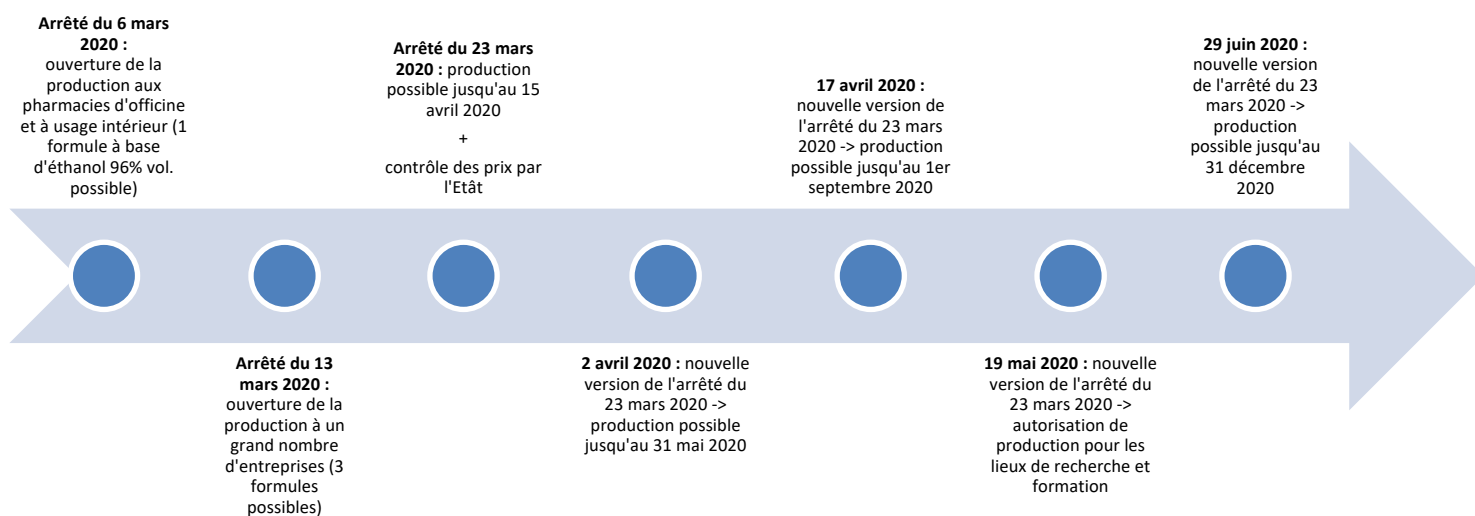 Arrêté du 6 mars
2020 :
ouverture de la
production aux
pharmacies d'officine
et à usage intérieur (1
formule à base
d'éthanol 96% vol.
possible)
Arrêté du 13
mars 2020 :
ouverture de la
production à un
grand nombre
d'entreprises (3
formules
possibles)
Arrêté du 23 mars
2020 : production
possible jusqu'au 15
avril 2020
+
contrôle des prix par
l'Etât
2 avril 2020 : nouvelle
version de l'arrêté du
23 mars 2020 ->
production possible
jusqu'au 31 mai 2020
17 avril 2020 :
nouvelle version de
l'arrêté du 23 mars
2020 -> production
possible jusqu'au 1er
septembre 2020
19 mai 2020 : nouvelle
version de l'arrêté du
23 mars 2020 ->
autorisation de
production pour les
lieux de recherche et
formation
29 juin 2020 :
nouvelle version
de l'arrêté du 23
mars 2020 ->
production
possible jusqu'au
31 décembre
2020